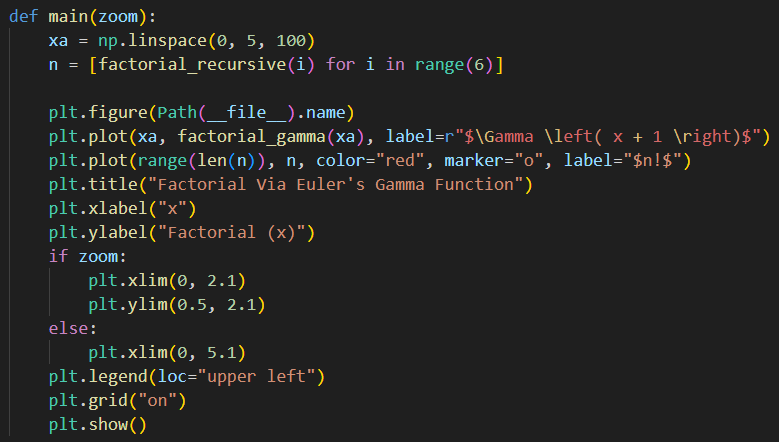 def main(zoom):
    xa = np.linspace(0, 5, 100)
    n = [factorial_recursive(i) for i in range(6)]

    plt.figure(Path(__file__).name)
    plt.plot(xa, factorial_gamma(xa), label=r"$\Gamma \left( x + 1 \right)$")
    plt.plot(range(len(n)), n, color="red", marker="o", label="$n!$")
    plt.title("Factorial Via Euler's Gamma Function")
    plt.xlabel("x")
    plt.ylabel("Factorial (x)")
    if zoom:
        plt.xlim(0, 2.1)
        plt.ylim(0.5, 2.1)
    else:
        plt.xlim(0, 5.1)
    plt.legend(loc="upper left")
    plt.grid("on")
    plt.show()